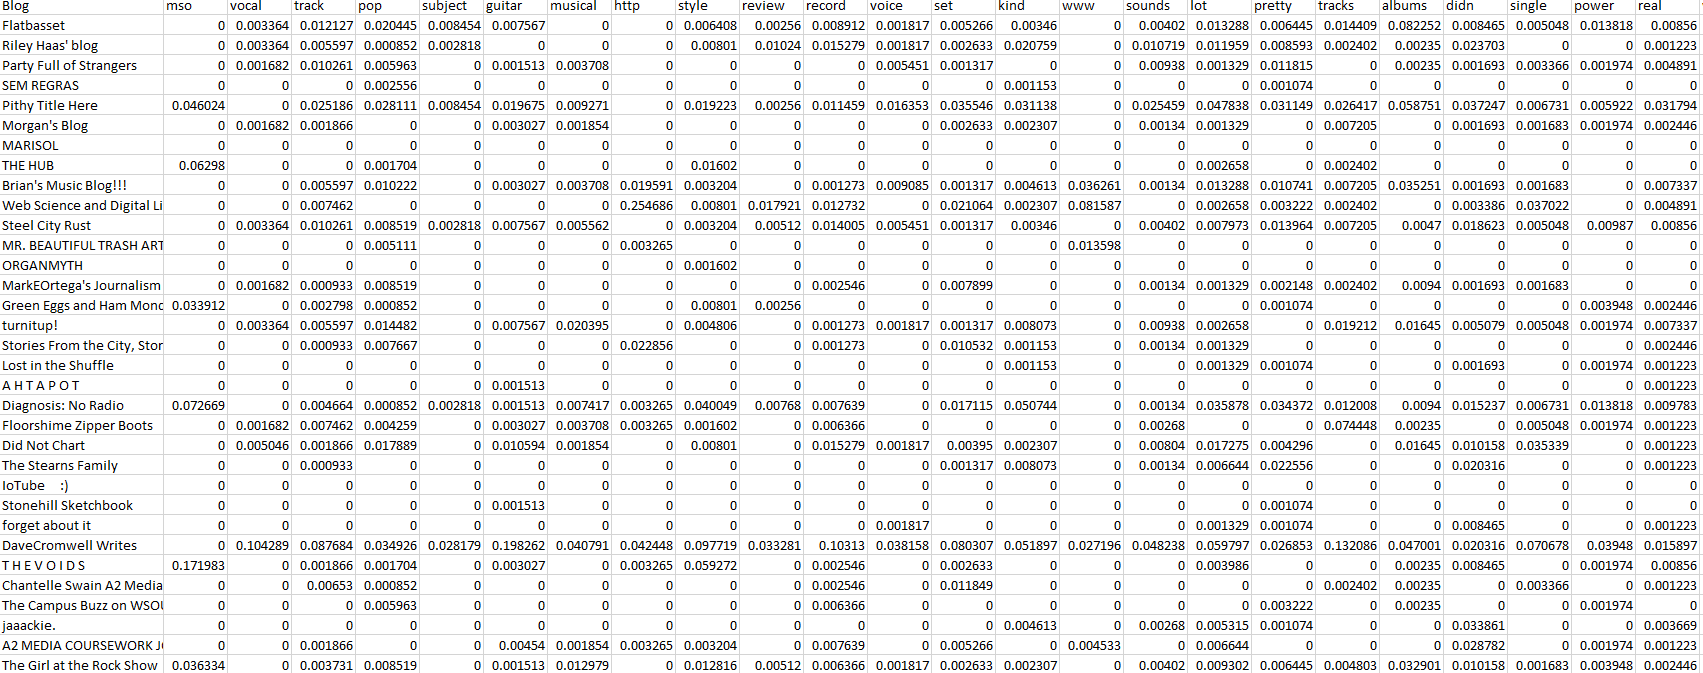 Blog mso vocal track pop subject guitar musical http style review record voice set kind www sounds lot pretty tracks albums didn single power real
Flatbasset 0 0.003364 0.012127 0.020445 0.008454 0.007567 0 0 0.006408 0.00256 0.008912 0.001817 0.005266 0.00346 0 0.00402 0.013288 0.006445 0.014409 0.082252 0.008465 0.005048 0.013818 0.00856
Riley Haas' blog 0 0.003364 0.005597 0.000852 0.002818 0 0 0 0.00801 0.01024 0.015279 0.001817 0.002633 0.020759 0 0.010719 0.011959 0.008593 0.002402 0.00235 0.023703 0 0 0.001223
Party Full of Strangers 0 0.001682 0.010261 0.005963 0 0.001513 0.003708 0 0 0 0 0.005451 0.001317 0 0 0.00938 0.001329 0.011815 0 0.00235 0.001693 0.003366 0.001974 0.004891
SEM REGRAS 0 0 0 0.002556 0 0 0 0 0 0 0 0 0 0.001153 0 0 0 0.001074 0 0 0 0 0 0
Pithy Title Here 0.046024 0 0.025186 0.028111 0.008454 0.019675 0.009271 0 0.019223 0.00256 0.011459 0.016353 0.035546 0.031138 0 0.025459 0.047838 0.031149 0.026417 0.058751 0.037247 0.006731 0.005922 0.031794
Morgan's Blog 0 0.001682 0.001866 0 0 0.003027 0.001854 0 0 0 0 0 0.002633 0.002307 0 0.00134 0.001329 0 0.007205 0 0.001693 0.001683 0.001974 0.002446
MARISOL 0 0 0 0 0 0 0 0 0 0 0 0 0 0 0 0 0 0 0 0 0 0 0 0
THE HUB 0.06298 0 0 0.001704 0 0 0 0 0.01602 0 0 0 0 0 0 0 0.002658 0 0.002402 0 0 0 0 0
Brian's Music Blog!!! 0 0 0.005597 0.010222 0 0.003027 0.003708 0.019591 0.003204 0 0.001273 0.009085 0.001317 0.004613 0.036261 0.00134 0.013288 0.010741 0.007205 0.035251 0.001693 0.001683 0 0.007337
Web Science and Digital Li 0 0 0.007462 0 0 0 0.254686 0.00801 0.017921 0.012732 0 0.021064 0.002307 0.081587 0 0.002658 0.003222 0.002402 0 0.003386 0.037022 0 0.004891
Steel City Rust 0 0.003364 0.010261 0.008519 0.002818 0.007567 0.005562 0 0.003204 0.00512 0.014005 0.005451 0.001317 0.00346 0 0.00402 0.007973 0.013964 0.007205 0.0047 0.018623 0.005048 0.00987 0.00856
MR. BEAUTIFUL TRASH ART 0 0 0 0.005111 0 0 0 0.003265 0 0 0 0 0 0 0.013598 0 0 0 0 0 0 0 0 0
ORGANMYTH 0 0 0 0 0 0 0 0 0.001602 0 0 0 0 0 0 0 0 0 0 0 0 0 0 0
MarkEOrtega's Journalism 0 0.001682 0.000933 0.008519 0 0 0 0 0 0 0.002546 0 0.007899 0 0 0.00134 0.001329 0.002148 0.002402 0.0094 0.001693 0.001683 0 0
Green Eggs and Ham Monc 0.033912 0 0.002798 0.000852 0 0 0 0 0.00801 0.00256 0 0 0 0 0 0 0 0.001074 0 0 0 0 0.003948 0.002446
turnitup! 0 0.003364 0.005597 0.014482 0 0.007567 0.020395 0 0.004806 0 0.001273 0.001817 0.001317 0.008073 0 0.00938 0.002658 0 0.019212 0.01645 0.005079 0.005048 0.001974 0.007337
Stories From the City, Stor 0 0 0.000933 0.007667 0 0 0 0.022856 0 0 0.001273 0 0.010532 0.001153 0 0.00134 0.001329 0 0 0 0 0 0 0.002446
Lost in the Shuffle 0 0 0 0 0 0 0 0 0 0 0 0 0 0.001153 0 0 0.001329 0.001074 0 0 0.001693 0 0.001974 0.001223
A H T A P O T 0 0 0 0 0 0.001513 0 0 0 0 0 0 0 0 0 0 0 0 0 0 0 0 0 0.001223
Diagnosis: No Radio 0.072669 0 0.004664 0.000852 0.002818 0.001513 0.007417 0.003265 0.040049 0.00768 0.007639 0 0.017115 0.050744 0 0.00134 0.035878 0.034372 0.012008 0.0094 0.015237 0.006731 0.013818 0.009783
Floorshime Zipper Boots 0 0.001682 0.007462 0.004259 0 0.003027 0.003708 0.003265 0.001602 0 0.006366 0 0 0 0 0.00268 0 0 0.074448 0.00235 0 0.005048 0.001974 0.001223
Did Not Chart 0 0.005046 0.001866 0.017889 0 0.010594 0.001854 0 0.00801 0 0.015279 0.001817 0.00395 0.002307 0 0.00804 0.017275 0.004296 0 0.01645 0.010158 0.035339 0 0.001223
The Stearns Family 0 0 0.000933 0 0 0 0 0 0 0 0 0 0.001317 0.008073 0 0.00134 0.006644 0.022556 0 0 0.020316 0 0 0.001223
IoTube :) 0 0 0 0 0 0 0 0 0 0 0 0 0 0 0 0 0 0 0 0 0 0 0 0
Stonehill Sketchbook 0 0 0 0 0 0.001513 0 0 0 0 0 0 0 0 0 0 0 0.001074 0 0 0 0 0 0
forget about it 0 0 0 0 0 0 0 0 0 0 0 0.001817 0 0 0 0 0.001329 0.001074 0 0 0.008465 0 0 0.001223
DaveCromwell Writes 0 0.104289 0.087684 0.034926 0.028179 0.198262 0.040791 0.042448 0.097719 0.033281 0.10313 0.038158 0.080307 0.051897 0.027196 0.048238 0.059797 0.026853 0.132086 0.047001 0.020316 0.070678 0.03948 0.015897
T H E V O I D S 0.171983 0 0.001866 0.001704 0 0.003027 0 0.003265 0.059272 0 0.002546 0 0.002633 0 0 0 0.003986 0 0 0.00235 0.008465 0 0.001974 0.00856
Chantelle Swain A2 Media 0 0 0.00653 0.000852 0 0 0 0 0 0 0.002546 0 0.011849 0 0 0 0 0 0.002402 0.00235 0 0.003366 0 0.001223
The Campus Buzz on WSOU 0 0 0 0.005963 0 0 0 0 0 0 0.006366 0 0 0 0 0 0 0.003222 0 0.00235 0 0 0.001974 0
jaaackie. 0 0 0 0 0 0 0 0 0 0 0 0 0 0.004613 0 0.00268 0.005315 0.001074 0 0 0.033861 0 0 0.003669
A2 MEDIA COURSEWORK J 0 0 0.001866 0 0 0.00454 0.001854 0.003265 0.003204 0 0.007639 0 0.005266 0 0.004533 0 0.006644 0 0 0 0.028782 0 0.001974 0.001223
The Girl at the Rock Show 0.036334 0 0.003731 0.008519 0 0.001513 0.012979 0 0.012816 0.00512 0.006366 0.001817 0.002633 0.002307 0 0.00402 0.009302 0.006445 0.004803 0.032901 0.010158 0.001683 0.003948 0.002446